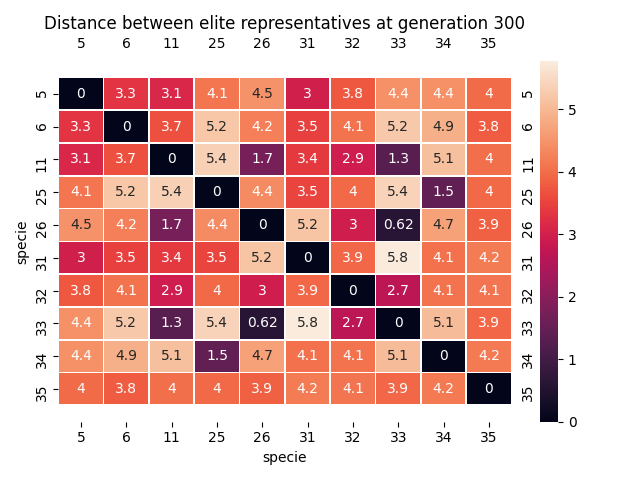 Distance between elite representatives at generation 300
5 6 11 25 26 31 32 33 34 35
5 0 3.3 3.1 4.1 4.5 3 3.8 4.4 4.4 4 5
6 3.3 0 3.7 5.2 4.2 3.5 4.1 5.2 4.9 3.8 6
11 3.1 3.7 0 5.4 1.7 3.4 2.9 1.3 5.1 4 11
25 4.1 5.2 5.4 0 4.4 3.5 4 5.4 1.5 4 25
26 4.5 4.2 1.7 4.4 0 5.2 3 0.62 4.7 3.9 26
31 3 3.5 3.4 3.5 5.2 0 3.9 5.8 4.1 4.2 31
32 3.8 4.1 2.9 4 3 3.9 0 2.7 4.1 4.1 32
33 4.4 5.2 1.3 5.4 0.62 5.8 2.7 0 5.1 3.9 33
34 4.4 4.9 5.1 1.5 4.7 4.1 4.1 5.1 0 4.2 34
35 4 3.8 4 4 3.9 4.2 4.1 3.9 4.2 0 35
5 6 11 25 26 31 32 33 34 35
specie
specie
5
4
3
2
1
0